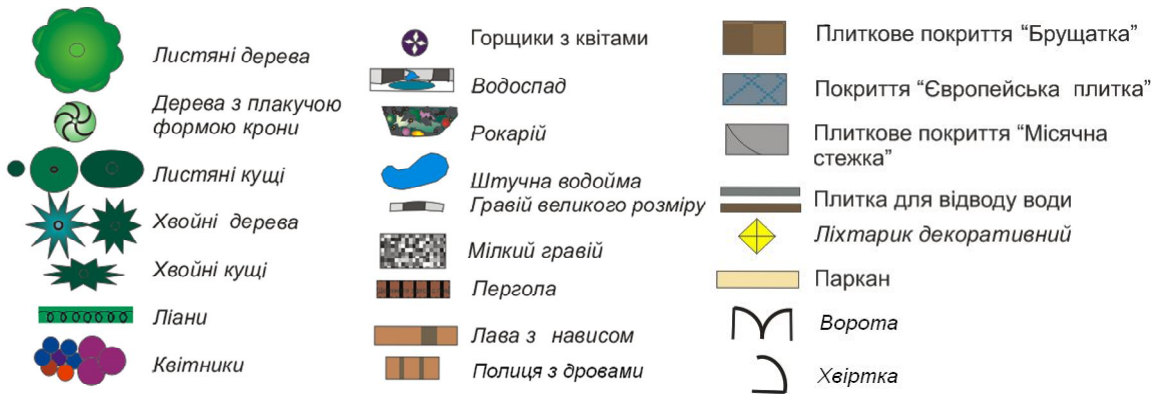 Листяні дерева
Дерева з плакучою
формою крони
Листяні кущі
Хвойні дерева
Хвойні кущі
Ліани
Квітники
Горщики з квітами
Водоспад
Рокарій
Штучна водойма
Гравій великого розміру
Мілкий гравій
Пергола
Лава з нависом
Полиця з дровами
Плиткове покриття “Брущатка”
Покриття “Європейська плитка”
Плиткове покриття “Місячна
стежка”
Плитка для відводу води
Ліхтарик декоративний
Паркан
Ворота
Хвіртка